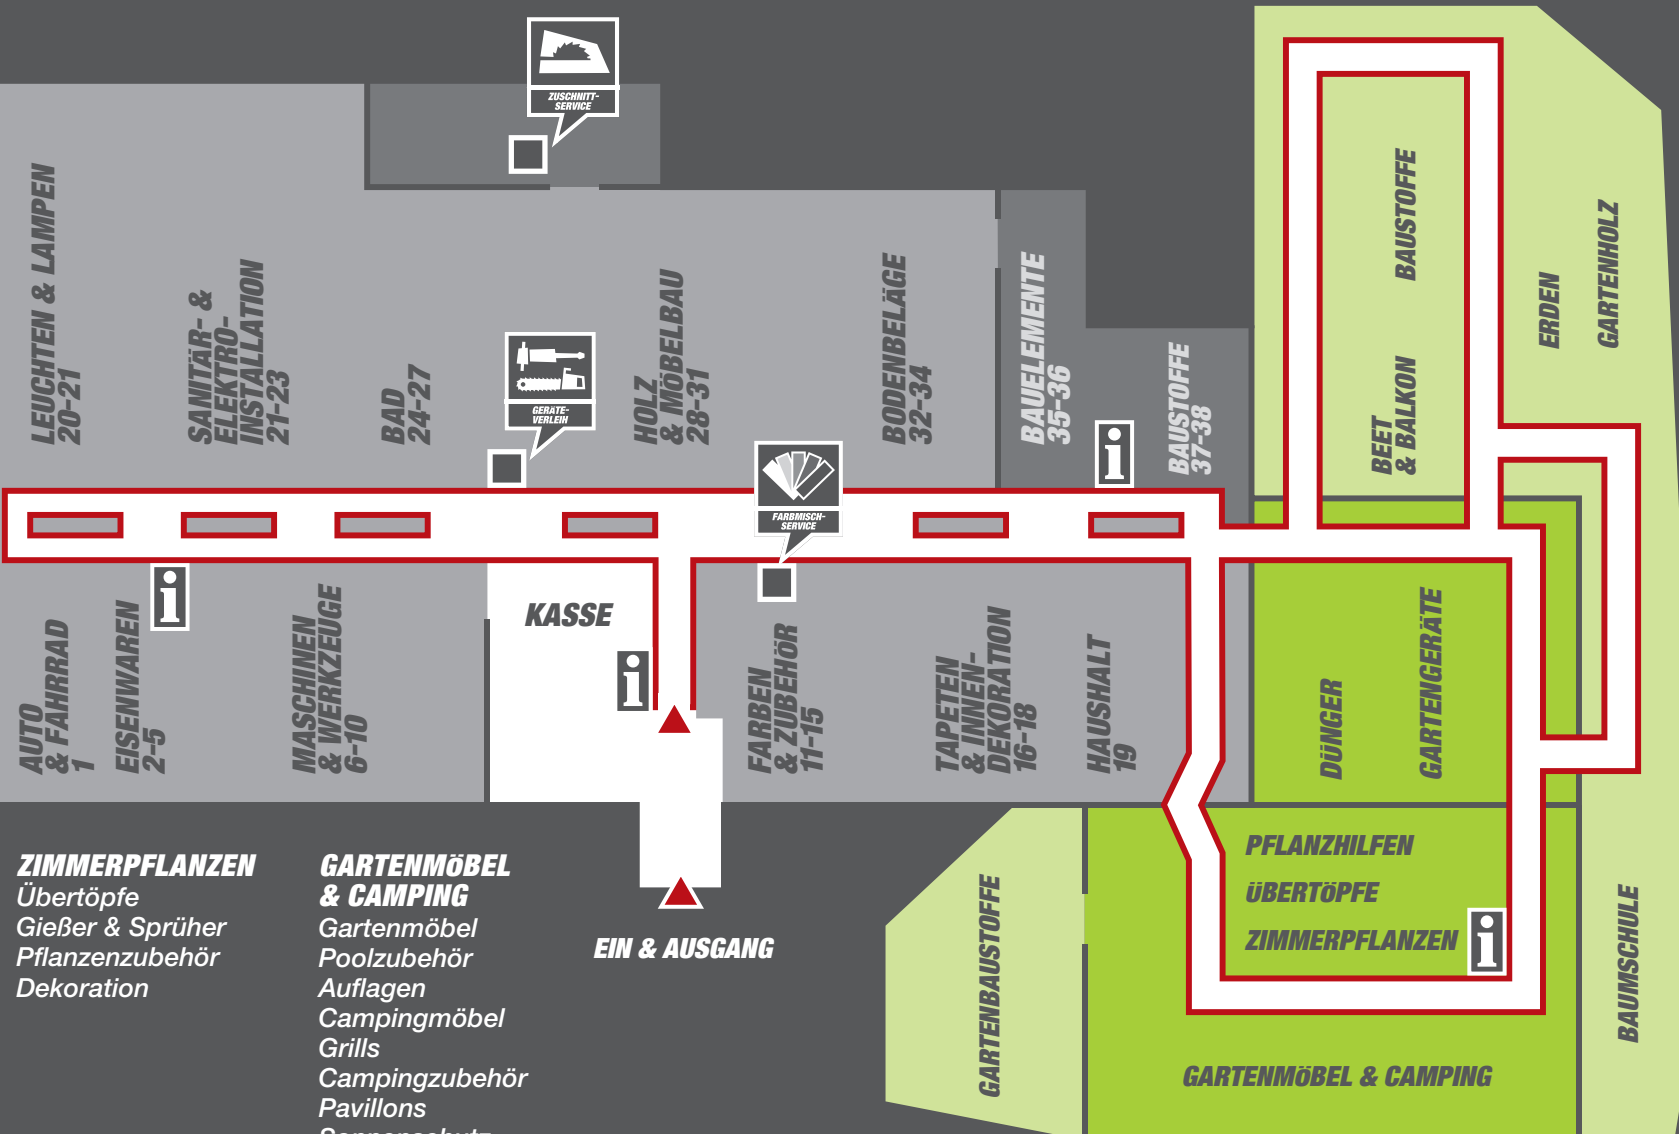 ZUSCHNITT-
SERVICE
LEUCHTEN & LAMPEN
20-21
SANITÄR- &
ELEKTRO-
INSTALLATION
21-23
BAD
24-27
GERÄTE-
VERLEIH
HOLZ
& MÖBELBAU
28-31
BODENBELÄGE
32-34
BAUELEMENTE
35-36
i
BAUSTOFFE
37-38
BAUSTOFFE
BEET
& BALKON
ERDEN
GARTENHOLZ
FARBMISCH-
SERVICE
AUTO
& FAHRRAD
1
EISENWAREN
2-5
i
MASCHINEN
& WERKZEUGE
6-10
KASSE
i
FARBEN
& ZUBEHÖR
11-15
TAPETEN
& INNEN-
DEKORATION
16-18
HAUSHALT
19
DÜNGER
GARTENGERÄTE
PFLANZHILFEN
ÜBERTÖPFE
ZIMMERPFLANZEN
i
GARTENBAUSTOFFE
BAUMSCHULE
GARTENMÖBEL & CAMPING
EIN & AUSGANG
ZIMMERPFLANZEN
Übertöpfe
Gießer & Sprüher
Pflanzenzubehör
Dekoration
GARTENMÖBEL
& CAMPING
Gartenmöbel
Poolzubehör
Auflagen
Campingmöbel
Grills
Campingzubehör
Pavillons
Sonnenschutz